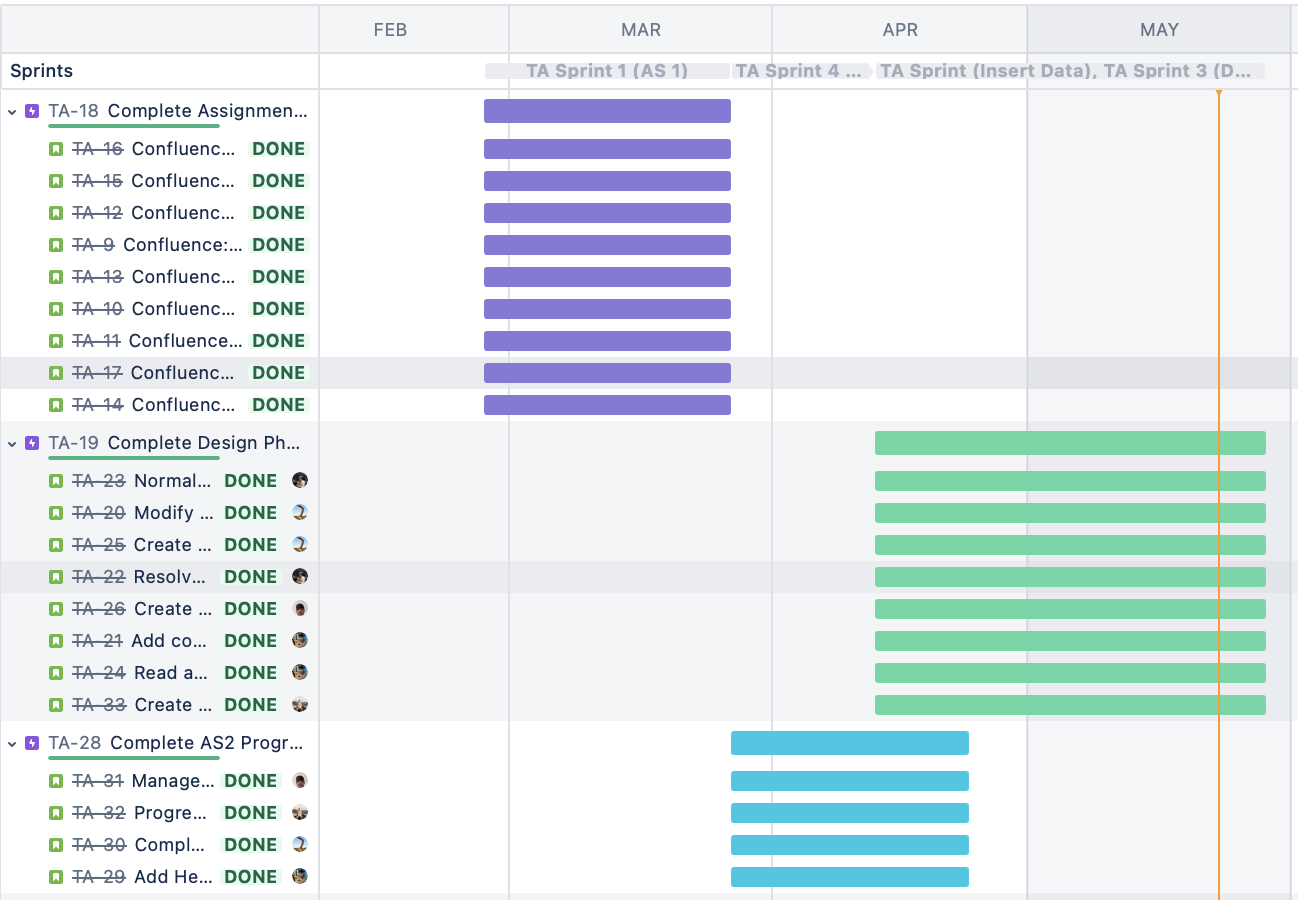 FEB MAR APR MAY
Sprints TA Sprint 1 (AS 1) TA Sprint 4 ... TA Sprint (Insert Data), TA Sprint 3 (D...
TA-18 Complete Assignmen...
TA-16 Confluenc... DONE
TA-15 Confluenc... DONE
TA-12 Confluenc... DONE
TA-9 Confluence:... DONE
TA-13 Confluenc... DONE
TA-10 Confluenc... DONE
TA-11 Confluence... DONE
TA-17 Confluenc... DONE
TA-14 Confluenc... DONE
TA-19 Complete Design Ph...
TA-23 Normal... DONE
TA-20 Modify ... DONE
TA-25 Create ... DONE
TA-22 Resolv... DONE
TA-26 Create ... DONE
TA-21 Add co... DONE
TA-24 Read a... DONE
TA-33 Create ... DONE
TA-28 Complete AS2 Progr...
TA-31 Manage... DONE
TA-32 Progre... DONE
TA-30 Compl... DONE
TA-29 Add He... DONE